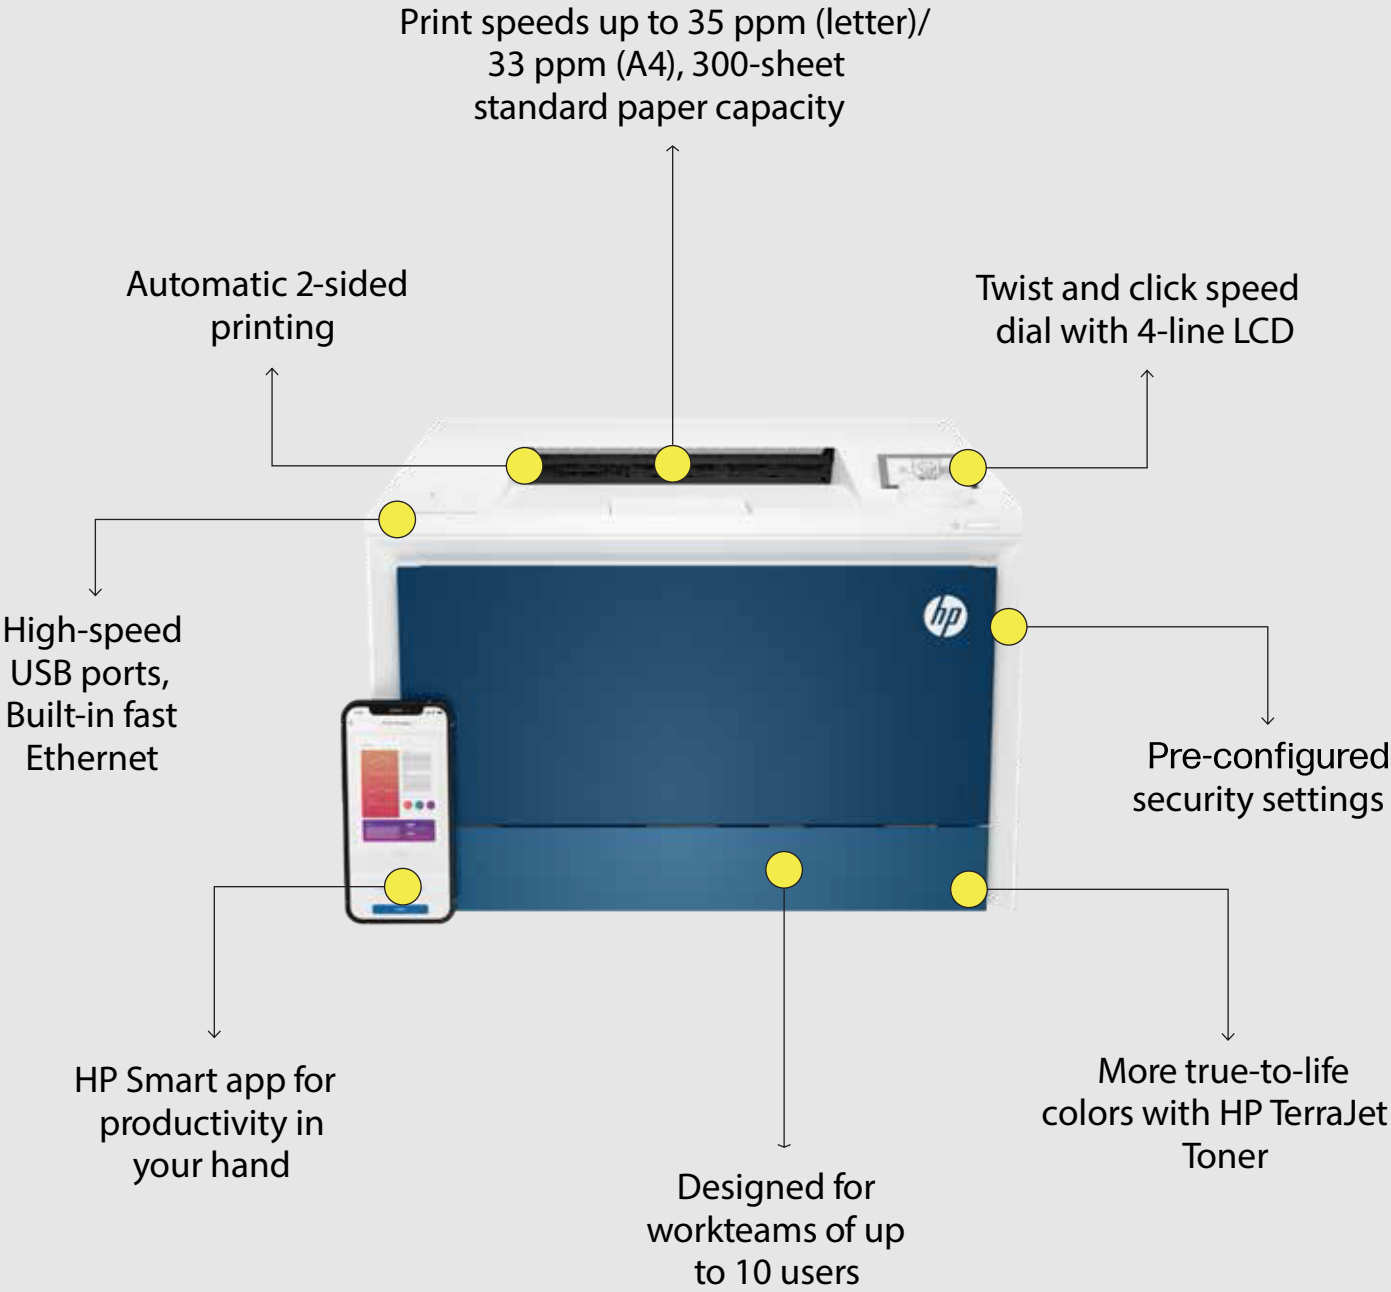 Print speeds up to 35 ppm (letter)/
33 ppm (A4), 300-sheet
standard paper capacity
Automatic 2-sided
printing
Twist and click speed
dial with 4-line LCD
High-speed
USB ports,
Built-in fast
Ethernet
hp
Pre-configured
security settings
HP Smart app for
productivity in
your hand
More true-to-life
colors with HP TerraJet
Toner
Designed for
workteams of up
to 10 users